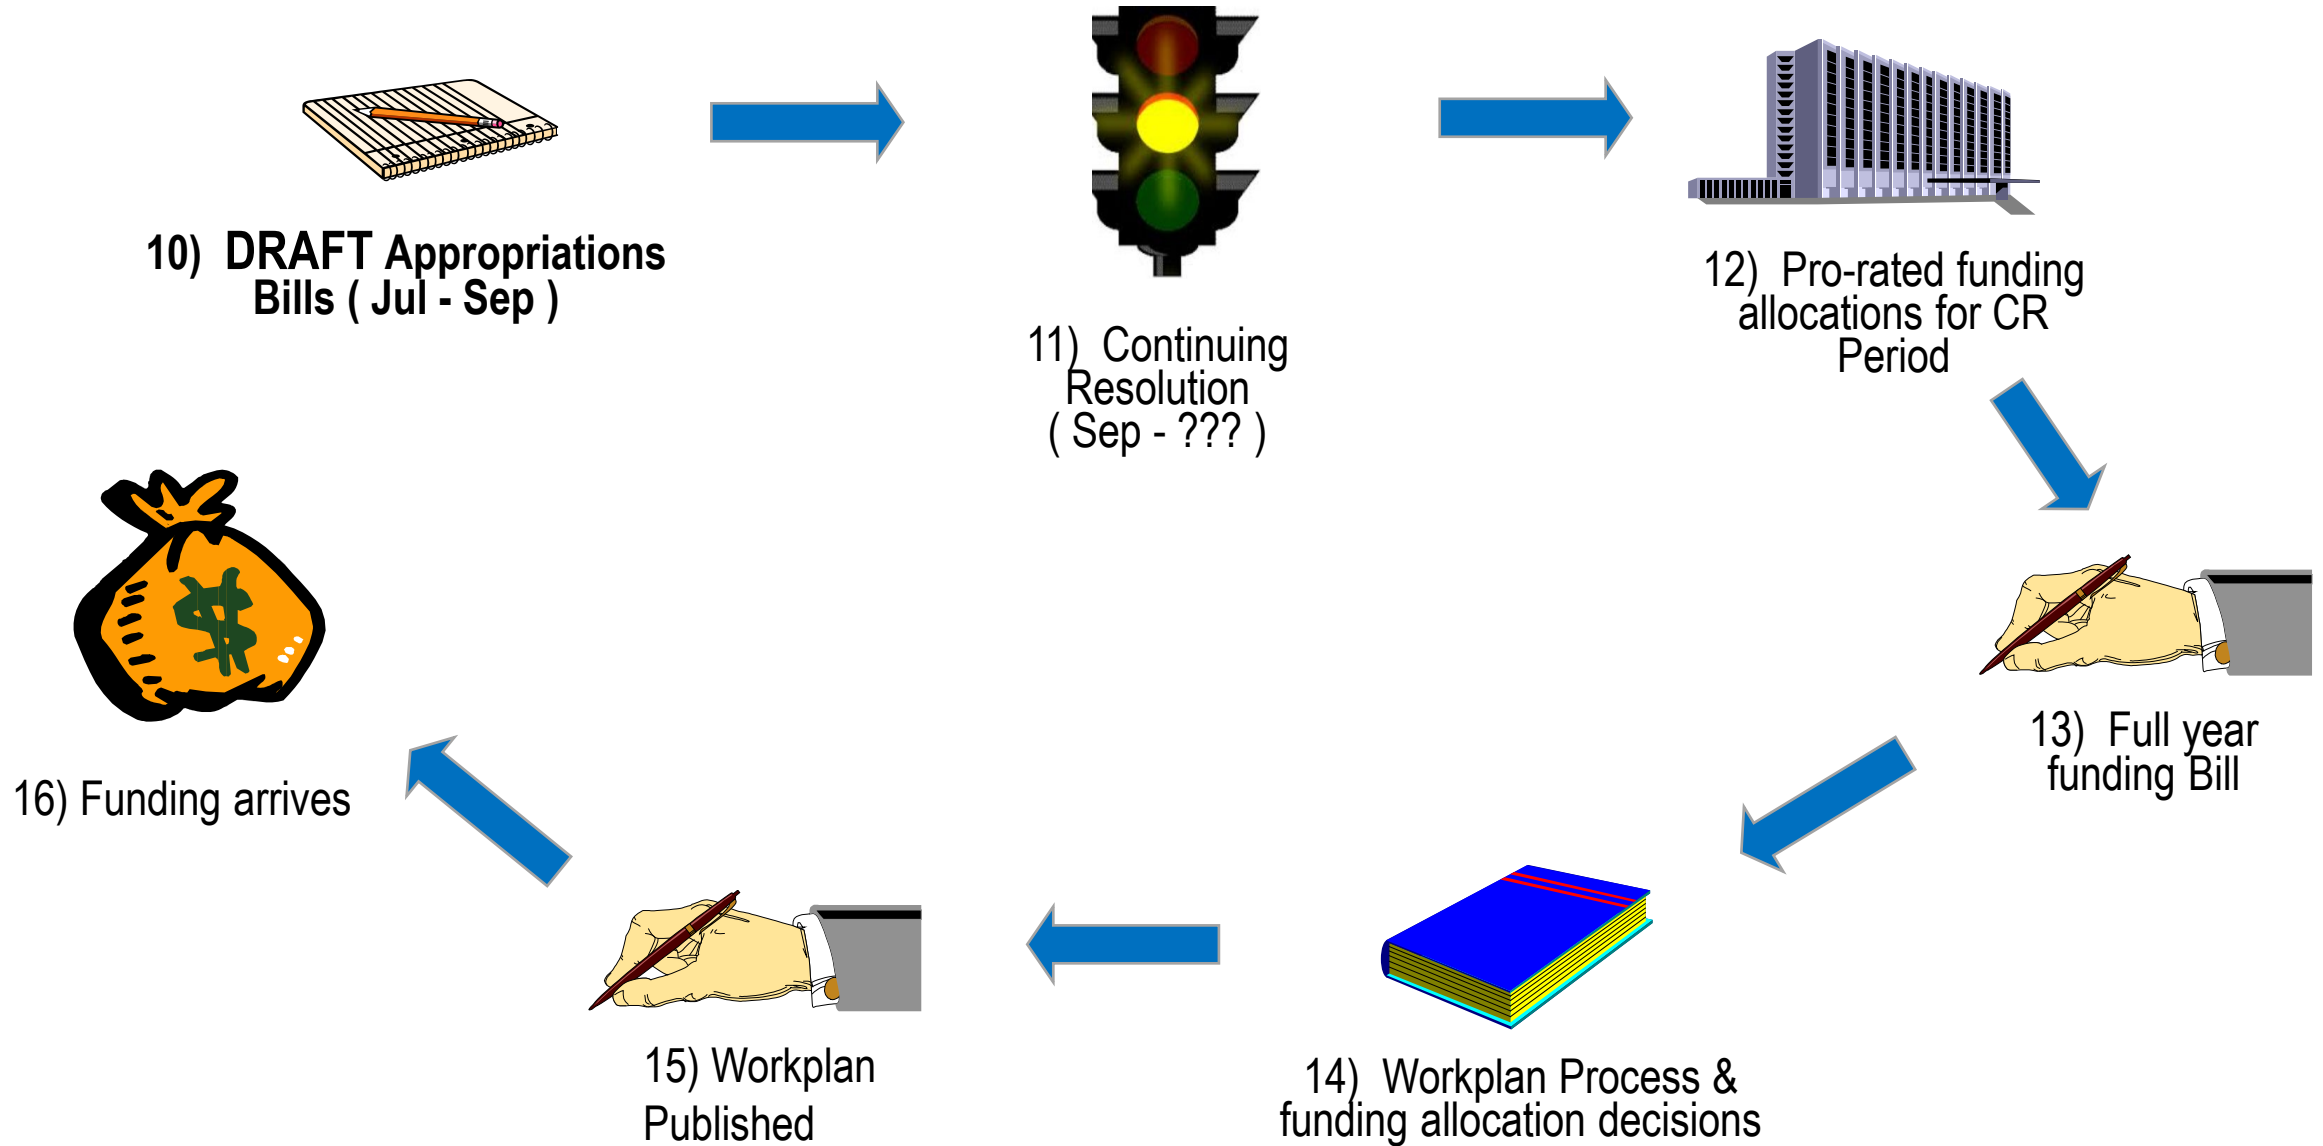 10) DRAFT Appropriations
Bills ( Jul - Sep )
11) Continuing
Resolution
( Sep - ??? )
12) Pro-rated funding
allocations for CR
Period
13) Full year
funding Bill
14) Workplan Process &
funding allocation decisions
15) Workplan
Published
16) Funding arrives
$